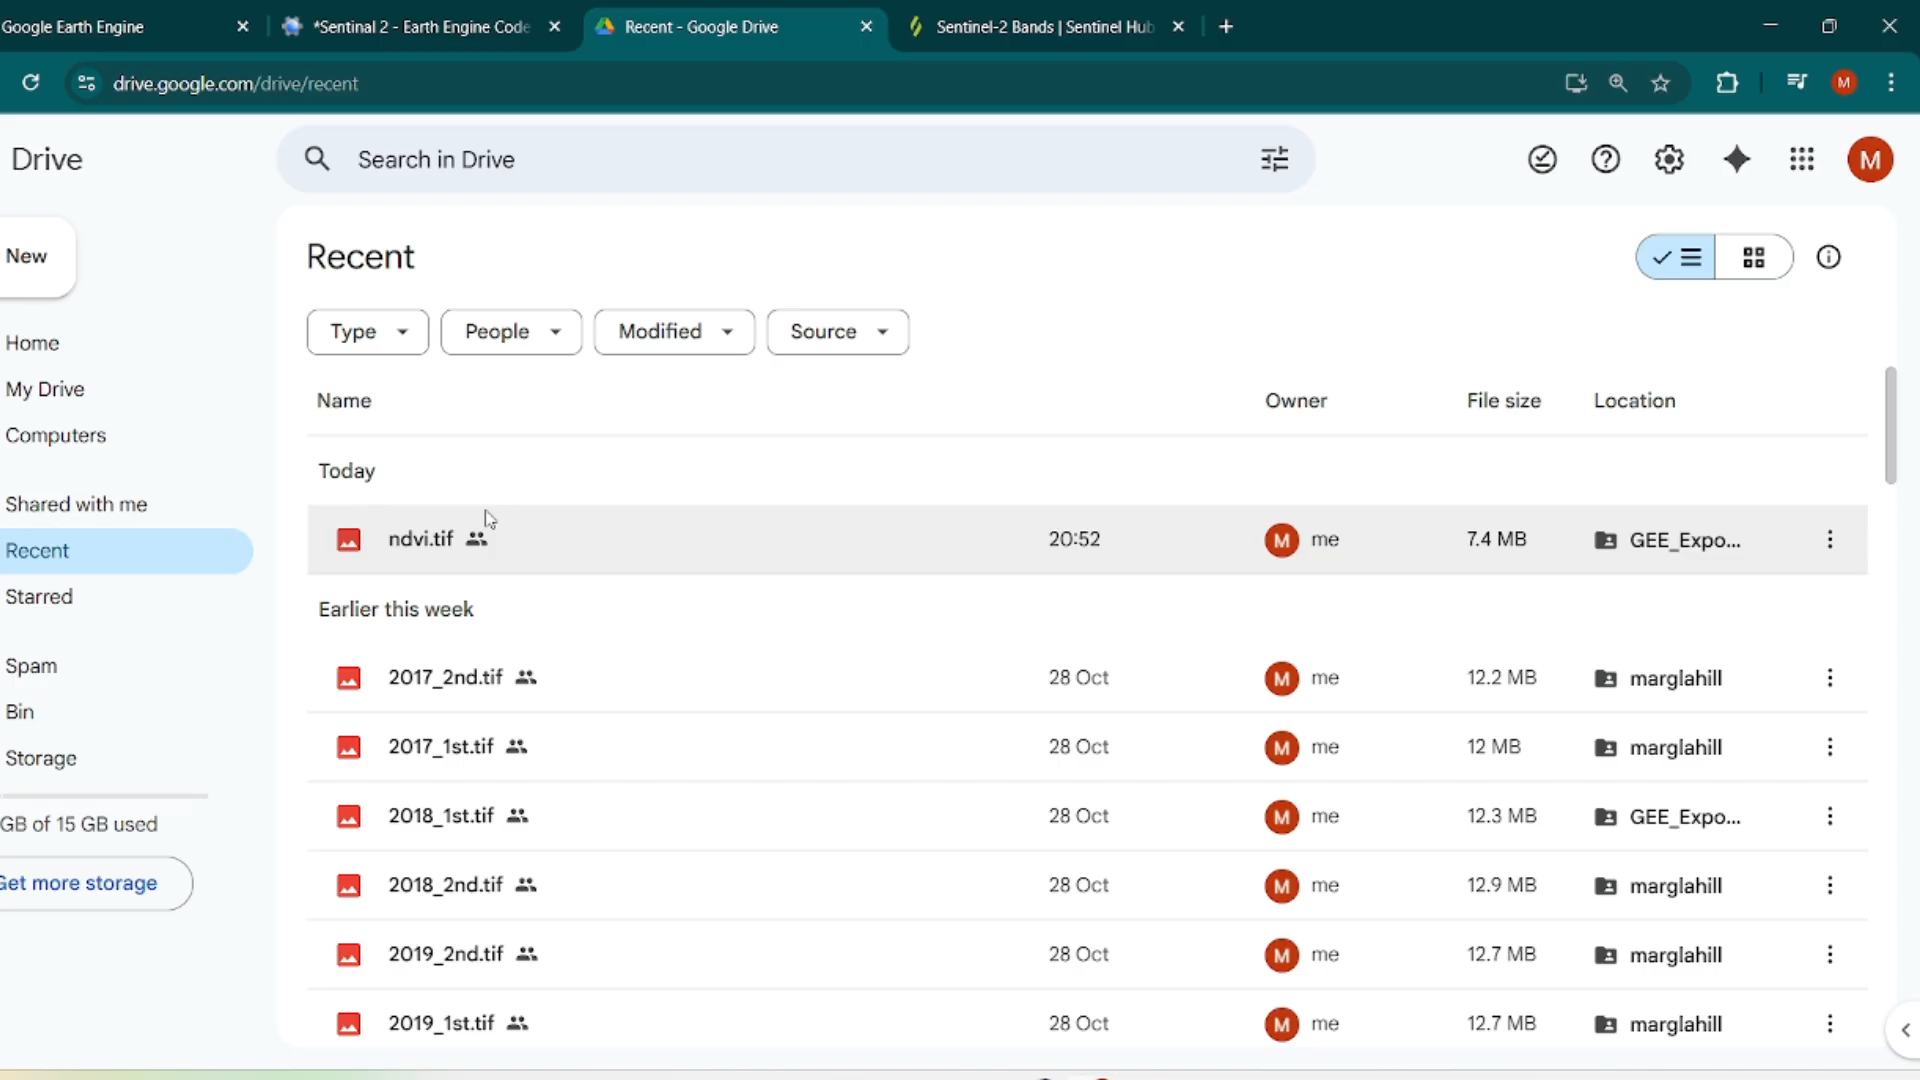 Google Earth Engine
*Sentinal 2 - Earth Engine Code
Recent - Google Drive
Sentinel-2 Bands | Sentinel Hub
drive.google.com/drive/recent
M
Drive
Search in Drive
M
New
Home
My Drive
Computers
Shared with me
Recent
Starred
Spam
Bin
Storage
GB of 15 GB used
Get more storage
Recent
Type
People
Modified
Source
Name
Owner
File size
Location
Today
ndvi.tif 20:52 M me 7.4 MB GEE_Expo...
Earlier this week
2017_2nd.tif 28 Oct M me 12.2 MB marglahill
2017_1st.tif 28 Oct M me 12 MB marglahill
2018_1st.tif 28 Oct M me 12.3 MB GEE_Expo...
2018_2nd.tif 28 Oct M me 12.9 MB marglahill
2019_2nd.tif 28 Oct M me 12.7 MB marglahill
2019_1st.tif 28 Oct M me 12.7 MB marglahill